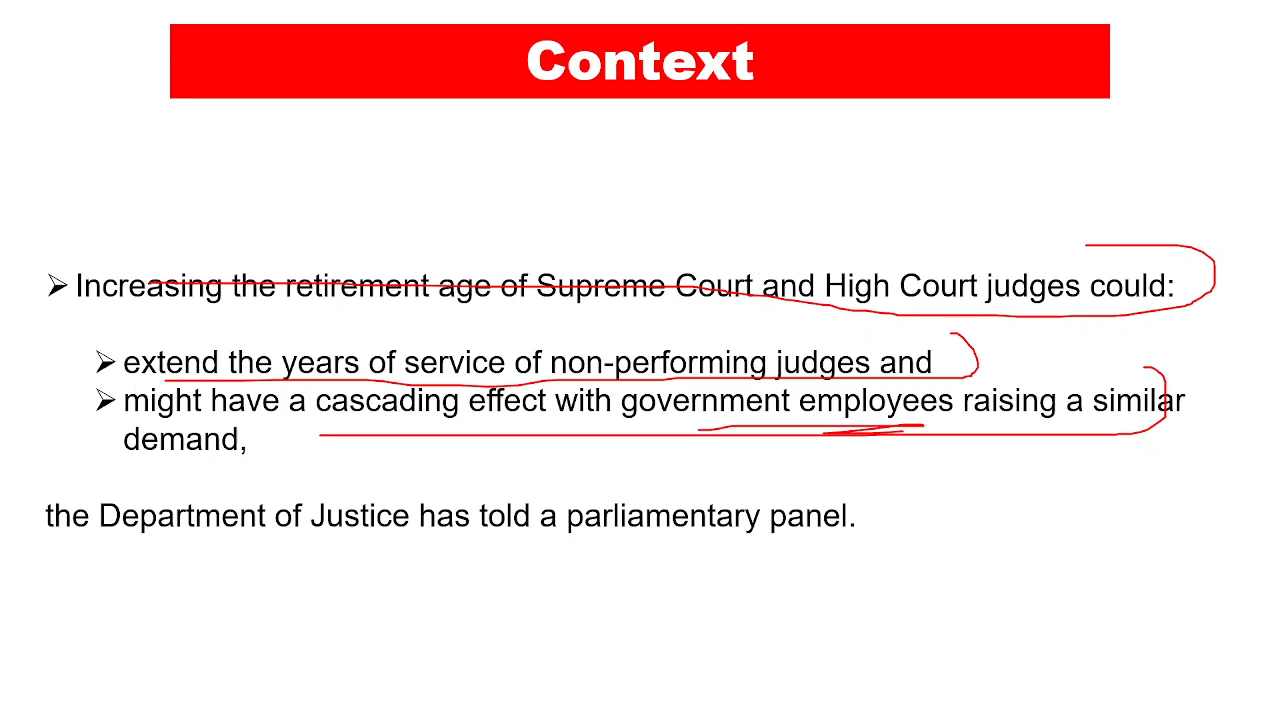 Context
➢ Increasing the retirement age of Supreme Court and High Court judges could:
➢ extend the years of service of non-performing judges and
➢ might have a cascading effect with government employees raising a similar
demand,
the Department of Justice has told a parliamentary panel.